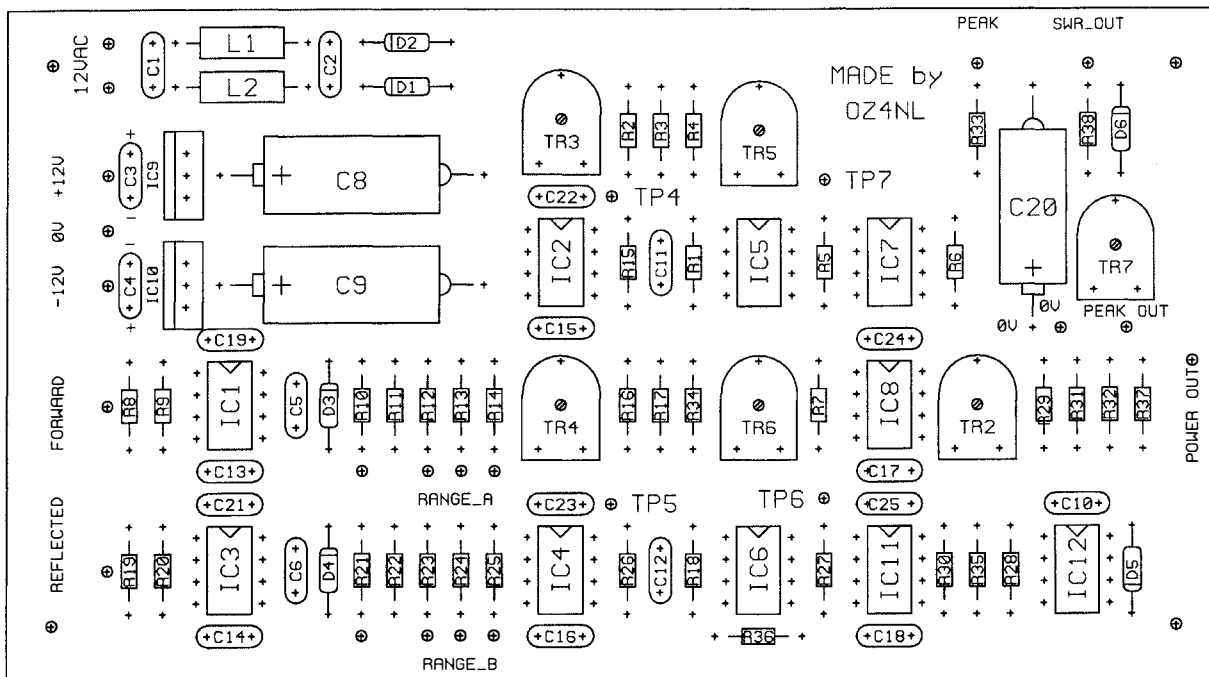 PEAK SWR_OUT
12VAC C1 L1 C2 D2
L2 D1
MADE by
OZ4NL
TR3 R2 R3 R4 TR5 R33 R38 D6
+12V + C3 - IC9 + C8
C22 TP4 TP7 C20
0V
-12V - C4 + IC10 + C9
IC2 R15 C11 R1 IC5 R5 IC7 R6 + TR7
0V 0V PEAK OUT
C19 C15 C24
FORWARD R8 R9 IC1 C5 D3 R10 R11 R12 R13 R14 TR4 R16 R17 R34 TR6 R7 IC8 TR2 R29 R31 R32 R37 POWER OUT
C13 C17
RANGE_A
C21 C23 TP5 TP6 C25 C10
REFLECTED R19 R20 IC3 C6 D4 R21 R22 R23 R24 R25 IC4 R26 C12 R18 IC6 R27 IC11 R30 R35 R28 IC12 D5
C14 C16 R36 C18
RANGE_B